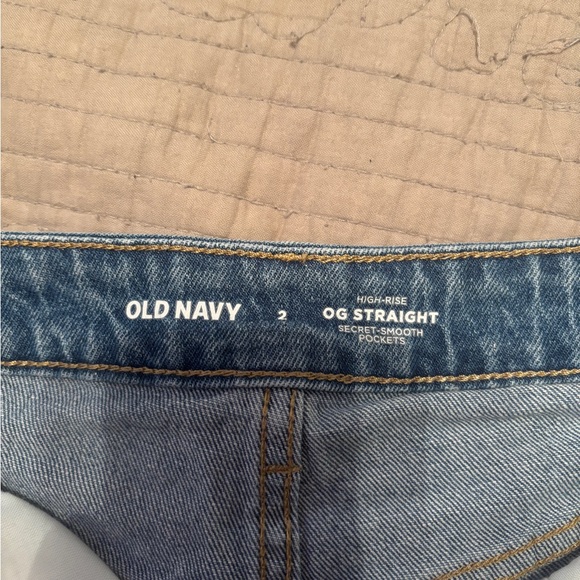 OLD NAVY
2
HIGH-RISE
OG STRAIGHT
SECRET-SMOOTH
POCKETS